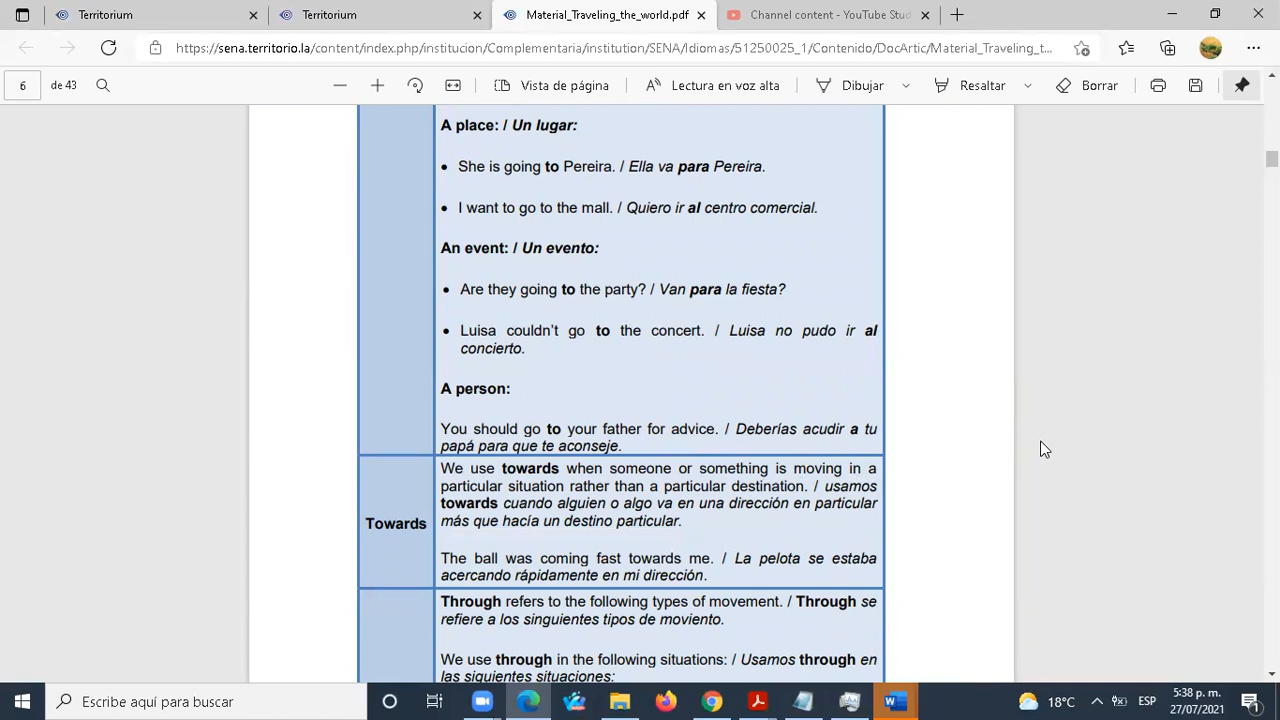 Territorium
Territorium
Material_Traveling_the_world.pdf
Channel content - YouTube Stud
https://sena.territorio.la/content/index.php/institucion/Complementaria/institution/SENA/Idiomas/51250025_1/Contenido/DocArtic/Material_Traveling_t...
6 de 43 Vista de página Lectura en voz alta Dibujar Resaltar Borrar
A place: / Un lugar:
• She is going to Pereira. / Ella va para Pereira.
• I want to go to the mall. / Quiero ir al centro comercial.
An event: / Un evento:
• Are they going to the party? / Van para la fiesta?
• Luisa couldn’t go to the concert. / Luisa no pudo ir al
concierto.
A person:
You should go to your father for advice. / Deberías acudir a tu
papá para que te aconseje.
Towards
We use towards when someone or something is moving in a
particular situation rather than a particular destination. / usamos
towards cuando alguien o algo va en una dirección en particular
más que hacía un destino particular.
The ball was coming fast towards me. / La pelota se estaba
acercando rápidamente en mi dirección.
Through refers to the following types of movement. / Through se
refiere a los singuientes tipos de moviento.
We use through in the following situations: / Usamos through en
las siguientes situaciones:
Escribe aquí para buscar
18°C
ESP
5:38 p. m.
27/07/2021